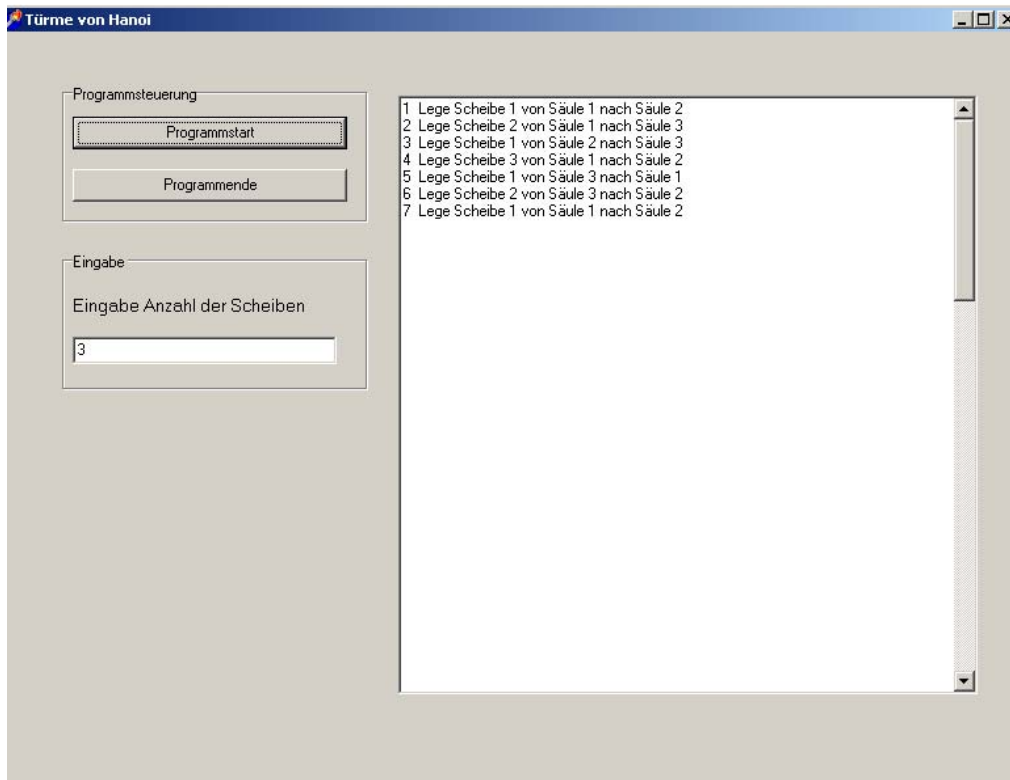 Türme von Hanoi
Programmsteuerung
Programmstart
Programmende
Eingabe
Eingabe Anzahl der Scheiben
3
1 Lege Scheibe 1 von Säule 1 nach Säule 2
2 Lege Scheibe 2 von Säule 1 nach Säule 3
3 Lege Scheibe 1 von Säule 2 nach Säule 3
4 Lege Scheibe 3 von Säule 1 nach Säule 2
5 Lege Scheibe 1 von Säule 3 nach Säule 1
6 Lege Scheibe 2 von Säule 3 nach Säule 2
7 Lege Scheibe 1 von Säule 1 nach Säule 2